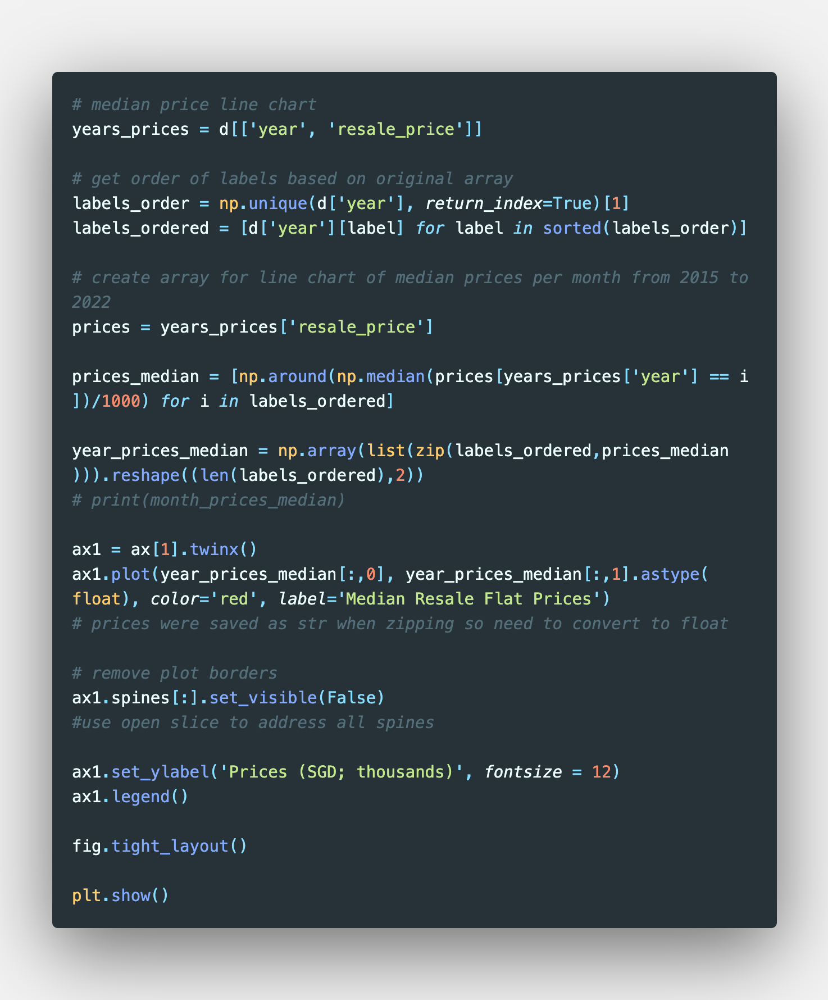 # median price line chart
years_prices = d[['year', 'resale_price']]
# get order of labels based on original array
labels_order = np.unique(d['year'], return_index=True)[1]
labels_ordered = [d['year'][label] for label in sorted(labels_order)]
# create array for line chart of median prices per month from 2015 to
2022
prices = years_prices['resale_price']
prices_median = [np.around(np.median(prices[years_prices['year'] == i
])/1000) for i in labels_ordered]
year_prices_median = np.array(list(zip(labels_ordered,prices_median
))).reshape((len(labels_ordered),2))
# print(month_prices_median)
ax1 = ax[1].twinx()
ax1.plot(year_prices_median[:,0], year_prices_median[:,1].astype(
float), color='red', label='Median Resale Flat Prices')
# prices were saved as str when zipping so need to convert to float
# remove plot borders
ax1.spines[:].set_visible(False)
#use open slice to address all spines
ax1.set_ylabel('Prices (SGD; thousands)', fontsize = 12)
ax1.legend()
fig.tight_layout()
plt.show()